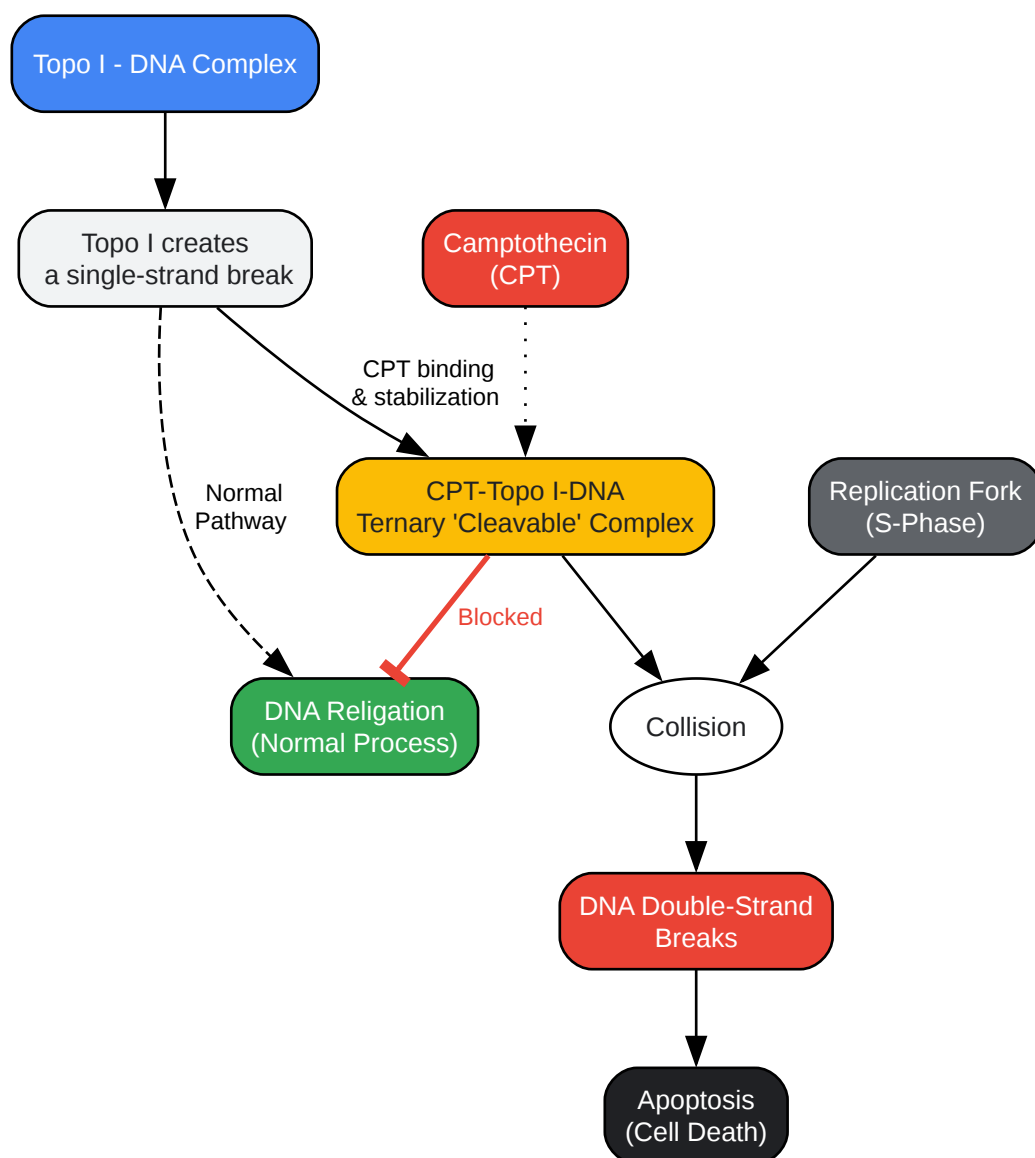 Topo I - DNA Complex
Topo I creates
a single-strand break
Camptothecin
(CPT)
CPT binding
& stabilization
Normal
Pathway
CPT-Topo I-DNA
Ternary 'Cleavable' Complex
Replication Fork
(S-Phase)
Blocked
DNA Religation
(Normal Process)
Collision
DNA Double-Strand
Breaks
Apoptosis
(Cell Death)